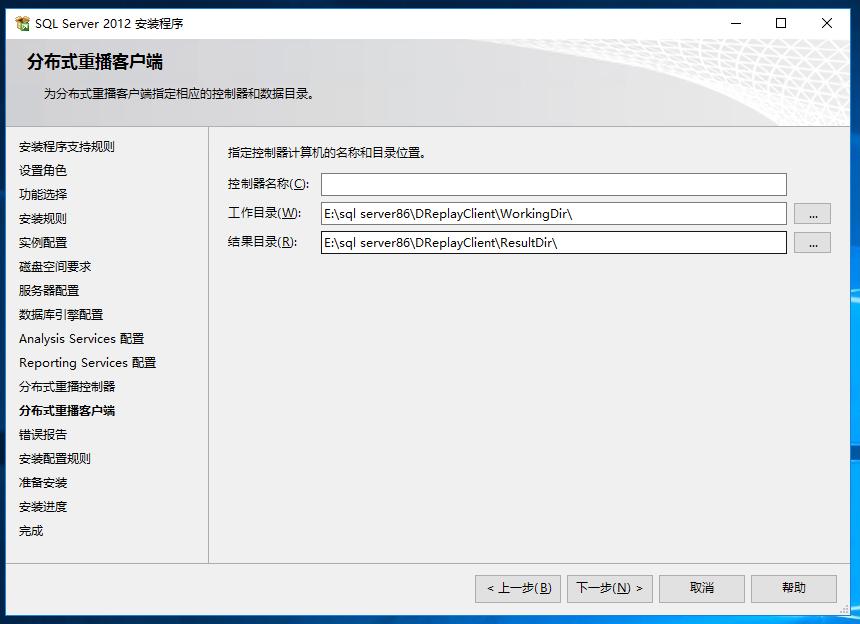 SQL Server 2012 安装程序
分布式重播客户端
为分布式重播客户端指定相应的控制器和数据目录。
安装程序支持规则
设置角色
功能选择
安装规则
实例配置
磁盘空间要求
服务器配置
数据库引擎配置
Analysis Services 配置
Reporting Services 配置
分布式重播控制器
分布式重播客户端
错误报告
安装配置规则
准备安装
安装进度
完成
指定控制器计算机的名称和目录位置。
控制器名称(C):
工作目录(W): E:\sql server86\DReplayClient\WorkingDir\ ...
结果目录(R): E:\sql server86\DReplayClient\ResultDir\ ...
< 上一步(B) 下一步(N) > 取消 帮助